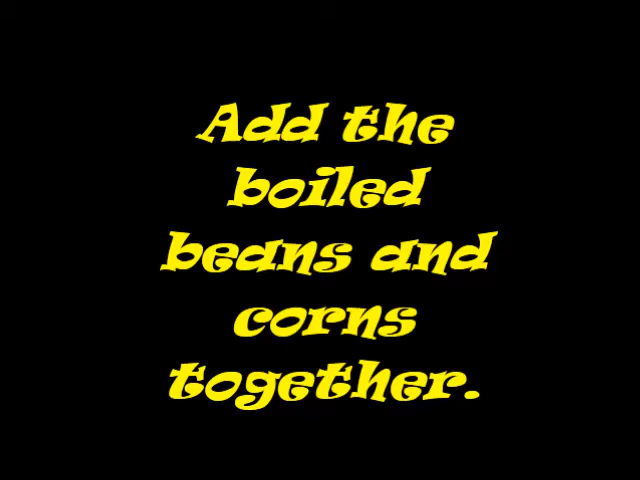 Add the
boiled
beans and
corns
together.